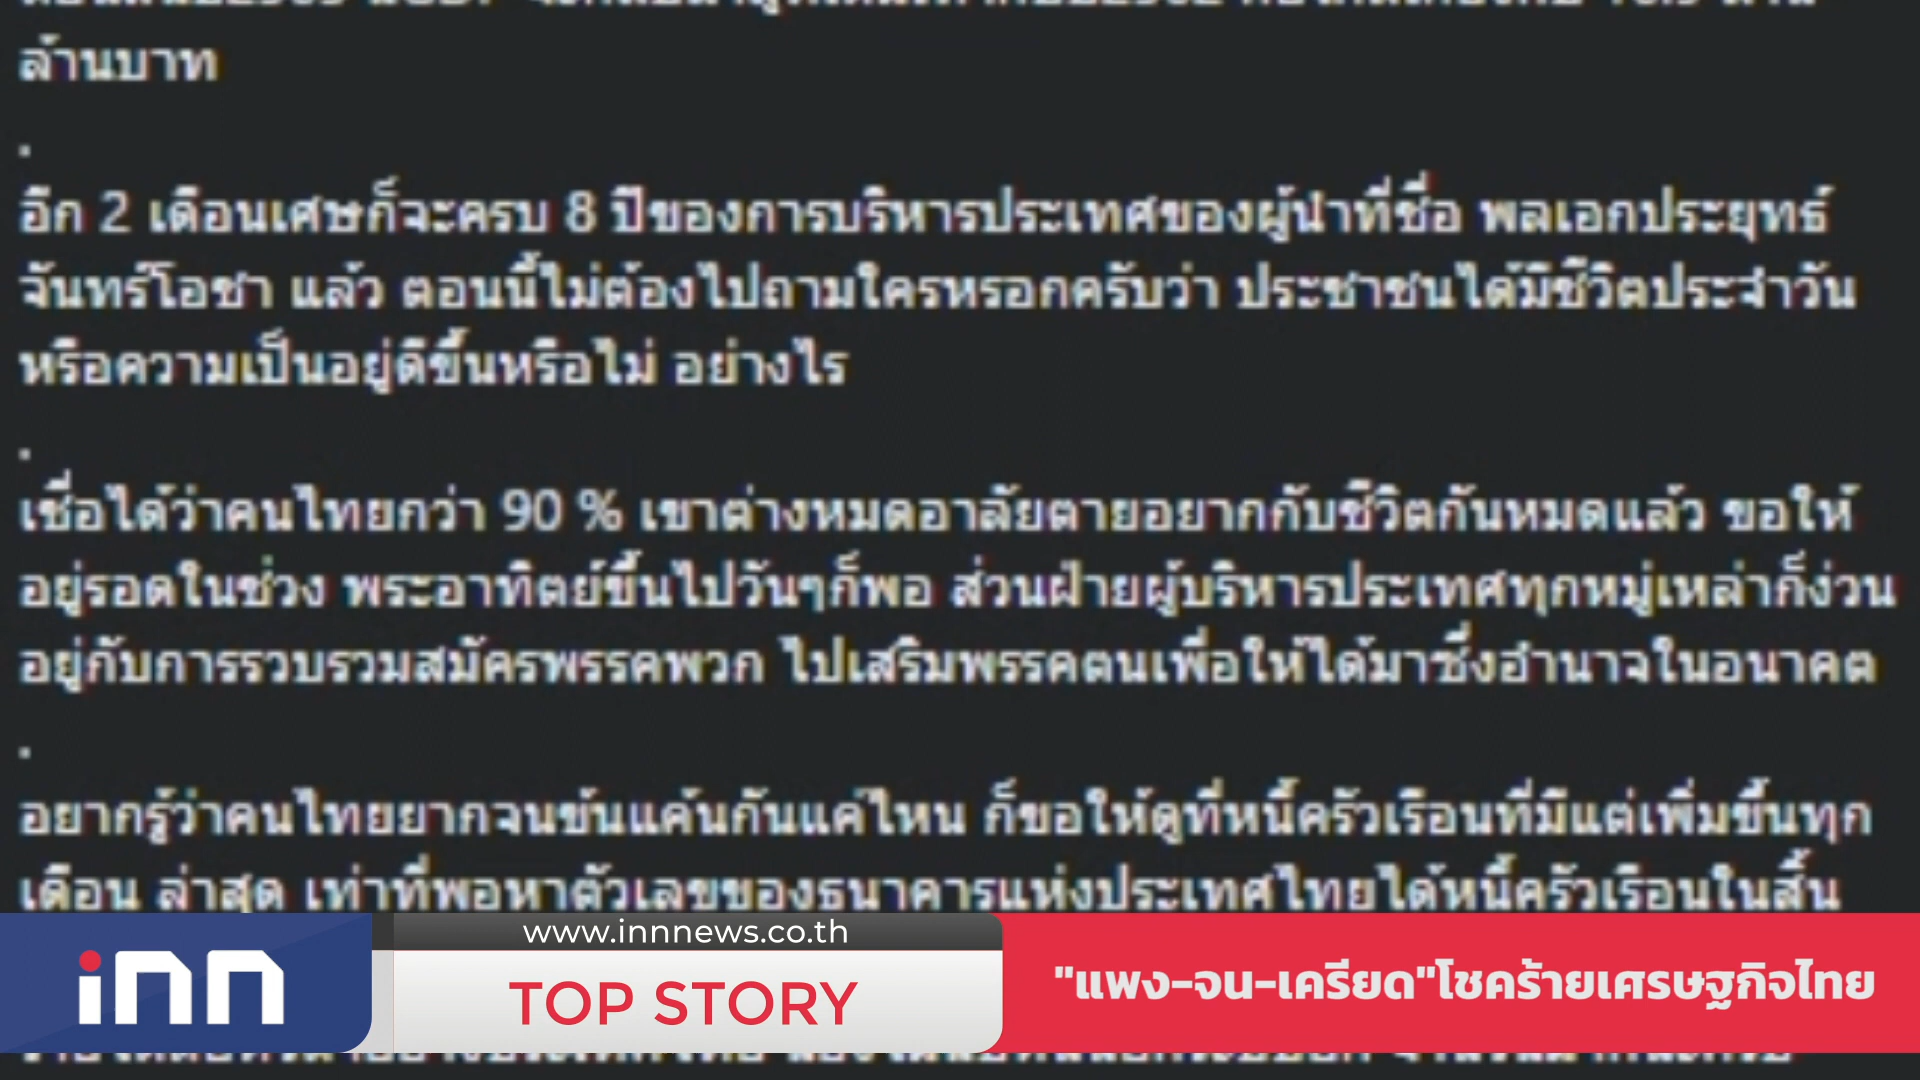 ล้านบาท
.
อีก 2 เดือนเศษก็จะครบ 8 ปีของการบริหารประเทศของผู้นำที่ชื่อ พลเอกประยุทธ์
จันทร์โอชา แล้ว ตอนนี้ไม่ต้องไปถามใครหรอกครับว่า ประชาชนได้มีชีวิตประจำวัน
หรือความเป็นอยู่ดีขึ้นหรือไม่ อย่างไร
.
เชื่อได้ว่าคนไทยกว่า 90 % เขาต่างหมดอาลัยตายอยากกับชีวิตกันหมดแล้ว ขอให้
อยู่รอดในช่วง พระอาทิตย์ขึ้นไปวันๆก็พอ ส่วนฝ่ายผู้บริหารประเทศทุกหมู่เหล่าก็ง่วน
อยู่กับการรวบรวมสมัครพรรคพวก ไปเสริมพรรคตนเพื่อให้ได้มาซึ่งอำนาจในอนาคต
.
อยากรู้ว่าคนไทยยากจนข้นแค้นกันแค่ไหน ก็ขอให้ดูที่หนี้ครัวเรือนที่มีแต่เพิ่มขึ้นทุก
เดือน ล่าสุด เท่าที่พอหาตัวเลขของธนาคารแห่งประเทศไทยได้หนี้ครัวเรือนในสิ้น
www.innnews.co.th
inn
TOP STORY
"แพง-จน-เครียด"โชคร้ายเศรษฐกิจไทย